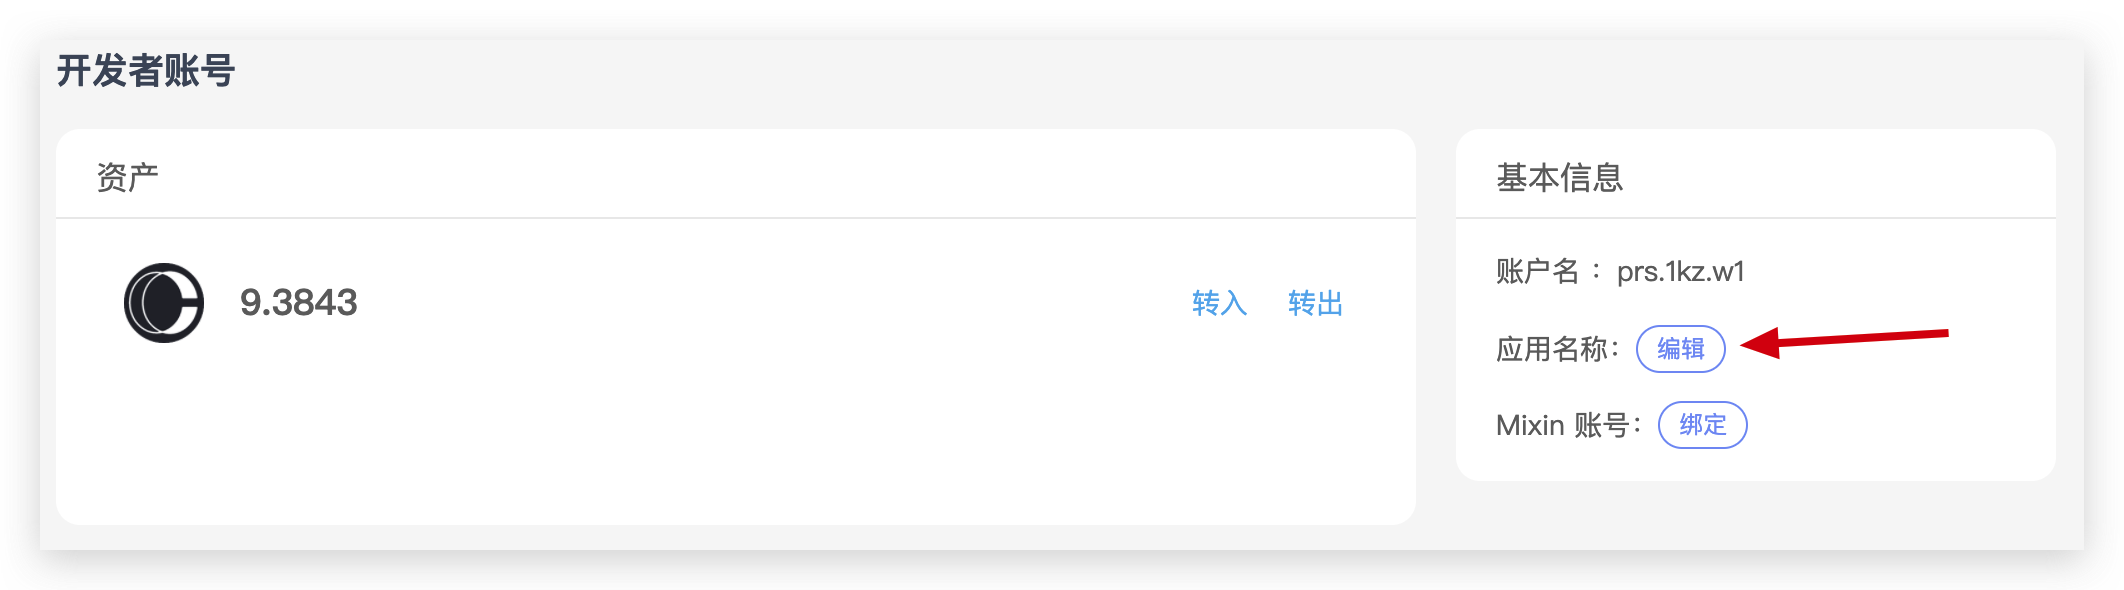 开发者账号
资产
9.3843
转入 转出
基本信息
账户名 ： prs.1kz.w1
应用名称： 编辑
Mixin 账号： 绑定